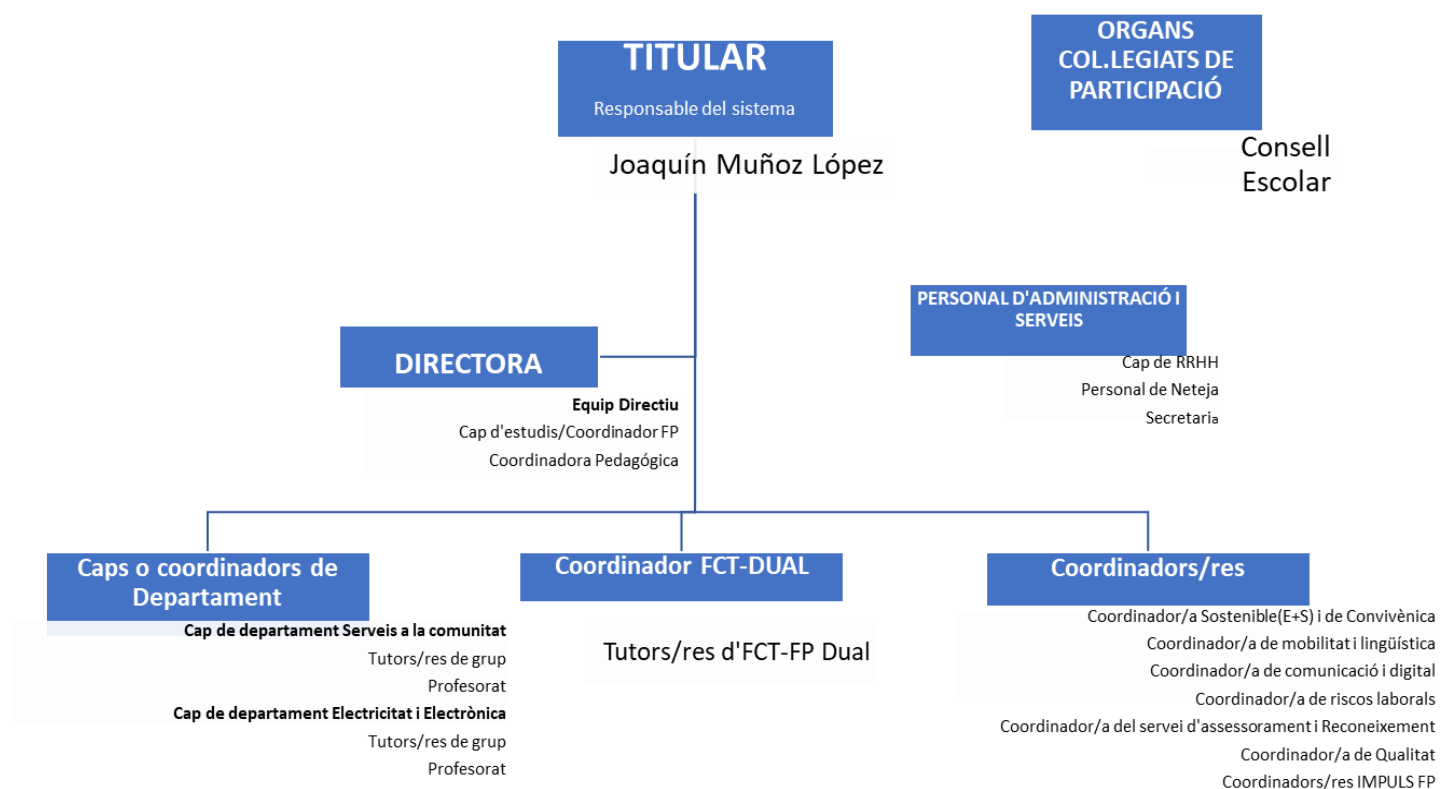 TITULAR
Responsable del sistema
Joaquín Muñoz López
ORGANS
COL.LEGIATS DE
PARTICIPACIÓ
Consell
Escolar
PERSONAL D'ADMINISTRACIÓ I
SERVEIS
Cap de RRHH
Personal de Neteja
Secretaria
DIRECTORA
Equip Directiu
Cap d'estudis/Coordinador FP
Coordinadora Pedagógica
Caps o coordinadors de
Departament
Cap de departament Serveis a la comunitat
Tutors/res de grup
Profesorat
Cap de departament Electricitat i Electrònica
Tutors/res de grup
Profesorat
Coordinador FCT-DUAL
Tutors/res d'FCT-FP Dual
Coordinadors/res
Coordinador/a Sostenible(E+S) i de Convivènica
Coordinador/a de mobilitat i lingüística
Coordinador/a de comunicació i digital
Coordinador/a de riscos laborals
Coordinador/a del servei d'assessorament i Reconeixement
Coordinador/a de Qualitat
Coordinadors/res IMPULS FP